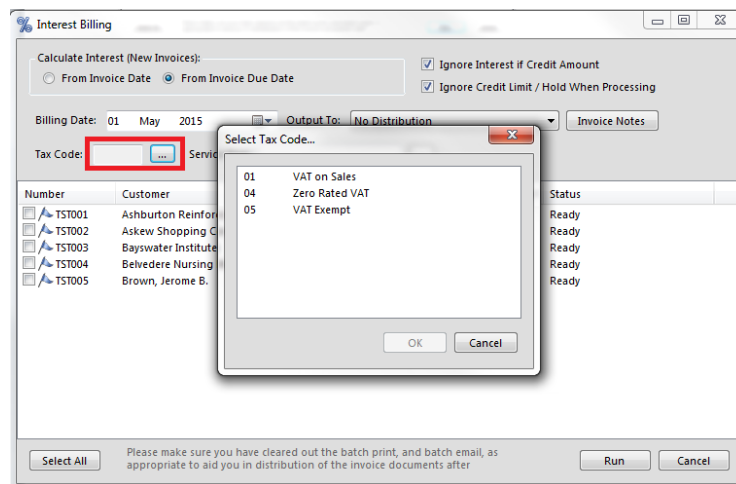 Interest Billing
Calculate Interest (New Invoices):
From Invoice Date From Invoice Due Date
Ignore Interest if Credit Amount
Ignore Credit Limit / Hold When Processing
Billing Date: 01 May 2015 Output To: No Distribution Invoice Notes
Tax Code: ...
Select Tax Code...
01 VAT on Sales
04 Zero Rated VAT
05 VAT Exempt
OK Cancel
Number Customer Status
TST001 Ashburton Ready
TST002 Askew Shopping Ready
TST003 Bayswater Institute Ready
TST004 Belvedere Nursing Ready
TST005 Brown, Jerome B. Ready
Select All
Please make sure you have cleared out the batch print, and batch email, as
appropriate to aid you in distribution of the invoice documents after
Run Cancel